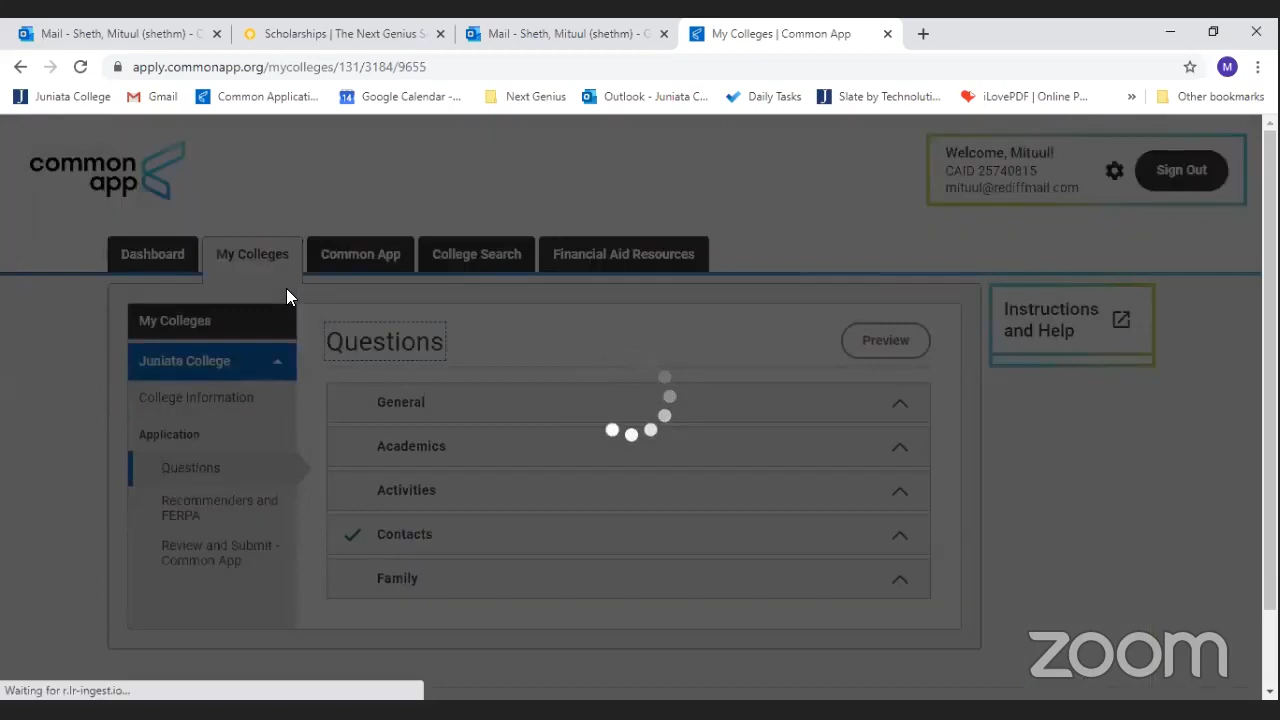 Mail - Sheth, Mituul (shethm) - C
Scholarships | The Next Genius S
Mail - Sheth, Mituul (shethm) - C
My Colleges | Common App
apply.commonapp.org/mycolleges/131/3184/9655
M
Juniata College
Gmail
Common Applicati...
14
Google Calendar -...
Next Genius
Outlook - Juniata C...
Daily Tasks
Slate by Technoluti...
iLovePDF | Online P...
»
Other bookmarks
common
app
Welcome, Mituul!
CAID 25740815
mituul@rediffmail.com
Sign Out
Dashboard
My Colleges
Common App
College Search
Financial Aid Resources
My Colleges
Juniata College
College Information
Application
Questions
Recommenders and
FERPA
Review and Submit -
Common App
Questions
Preview
General
Academics
Activities
Contacts
Family
Instructions
and Help
zoom
Waiting for r.lr-ingest.io...